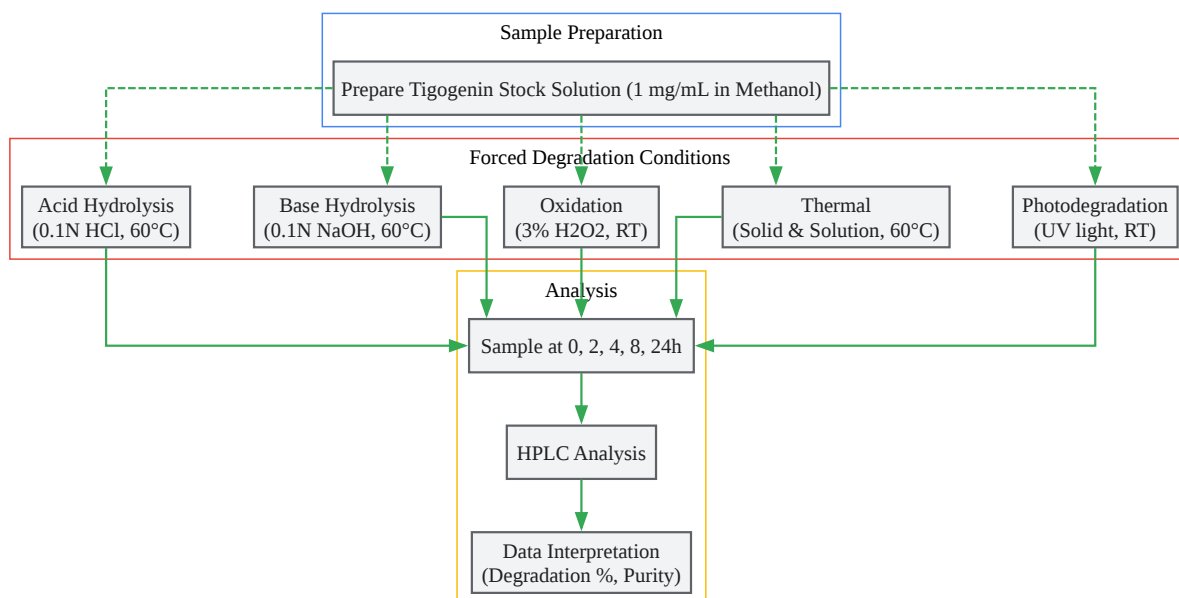 Sample Preparation
Prepare Tigogenin Stock Solution (1 mg/mL in Methanol)
Forced Degradation Conditions
Acid Hydrolysis
(0.1N HCl, 60°C)
Base Hydrolysis
(0.1N NaOH, 60°C)
Oxidation
(3% H2O2, RT)
Thermal
(Solid & Solution, 60°C)
Photodegradation
(UV light, RT)
Analysis
Sample at 0, 2, 4, 8, 24h
HPLC Analysis
Data Interpretation
(Degradation %, Purity)